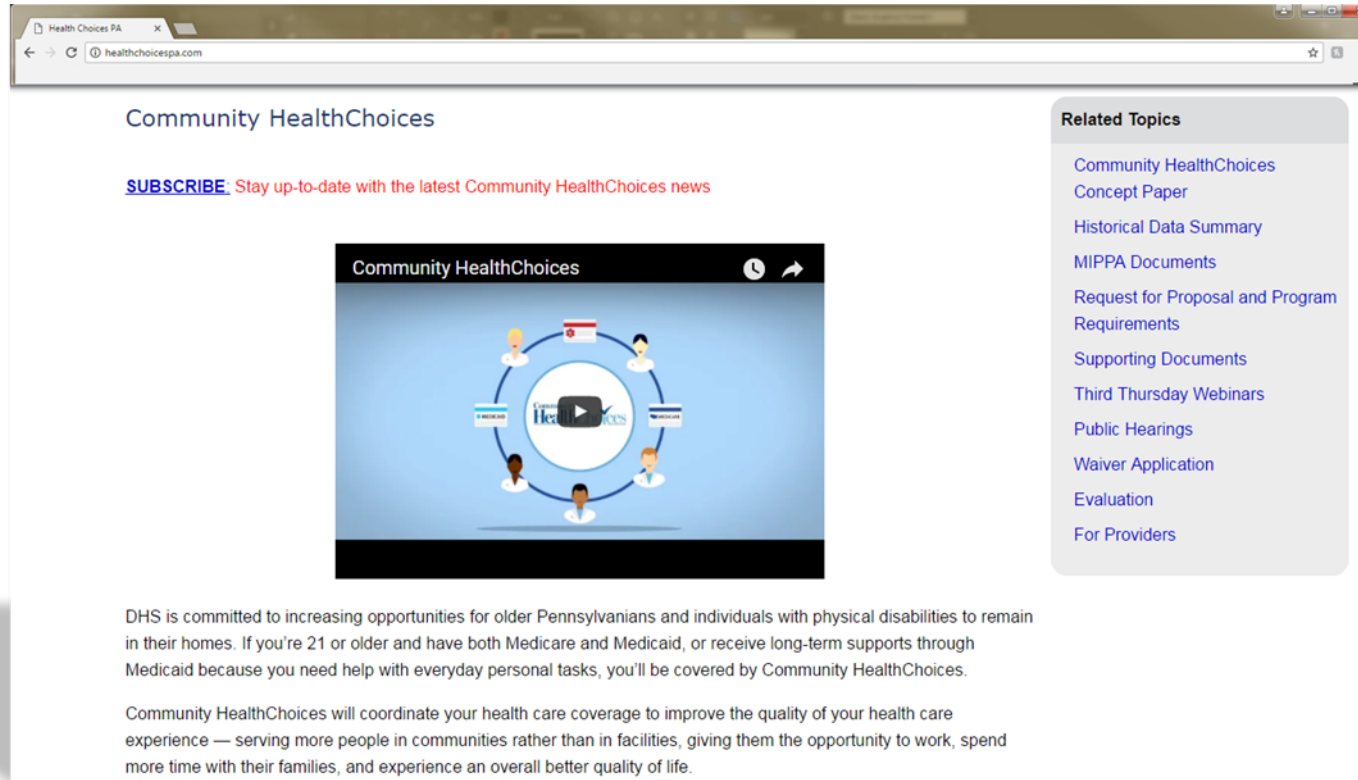 Health Choices PA
healthchoicespa.com
Community HealthChoices
SUBSCRIBE: Stay up-to-date with the latest Community HealthChoices news
Community HealthChoices
MEDICAID
HealthChoices
MEDICARE
DHS is committed to increasing opportunities for older Pennsylvanians and individuals with physical disabilities to remain
in their homes. If you're 21 or older and have both Medicare and Medicaid, or receive long-term supports through
Medicaid because you need help with everyday personal tasks, you'll be covered by Community HealthChoices.
Community HealthChoices will coordinate your health care coverage to improve the quality of your health care
experience — serving more people in communities rather than in facilities, giving them the opportunity to work, spend
more time with their families, and experience an overall better quality of life.
Related Topics
Community HealthChoices
Concept Paper
Historical Data Summary
MIPPA Documents
Request for Proposal and Program
Requirements
Supporting Documents
Third Thursday Webinars
Public Hearings
Waiver Application
Evaluation
For Providers